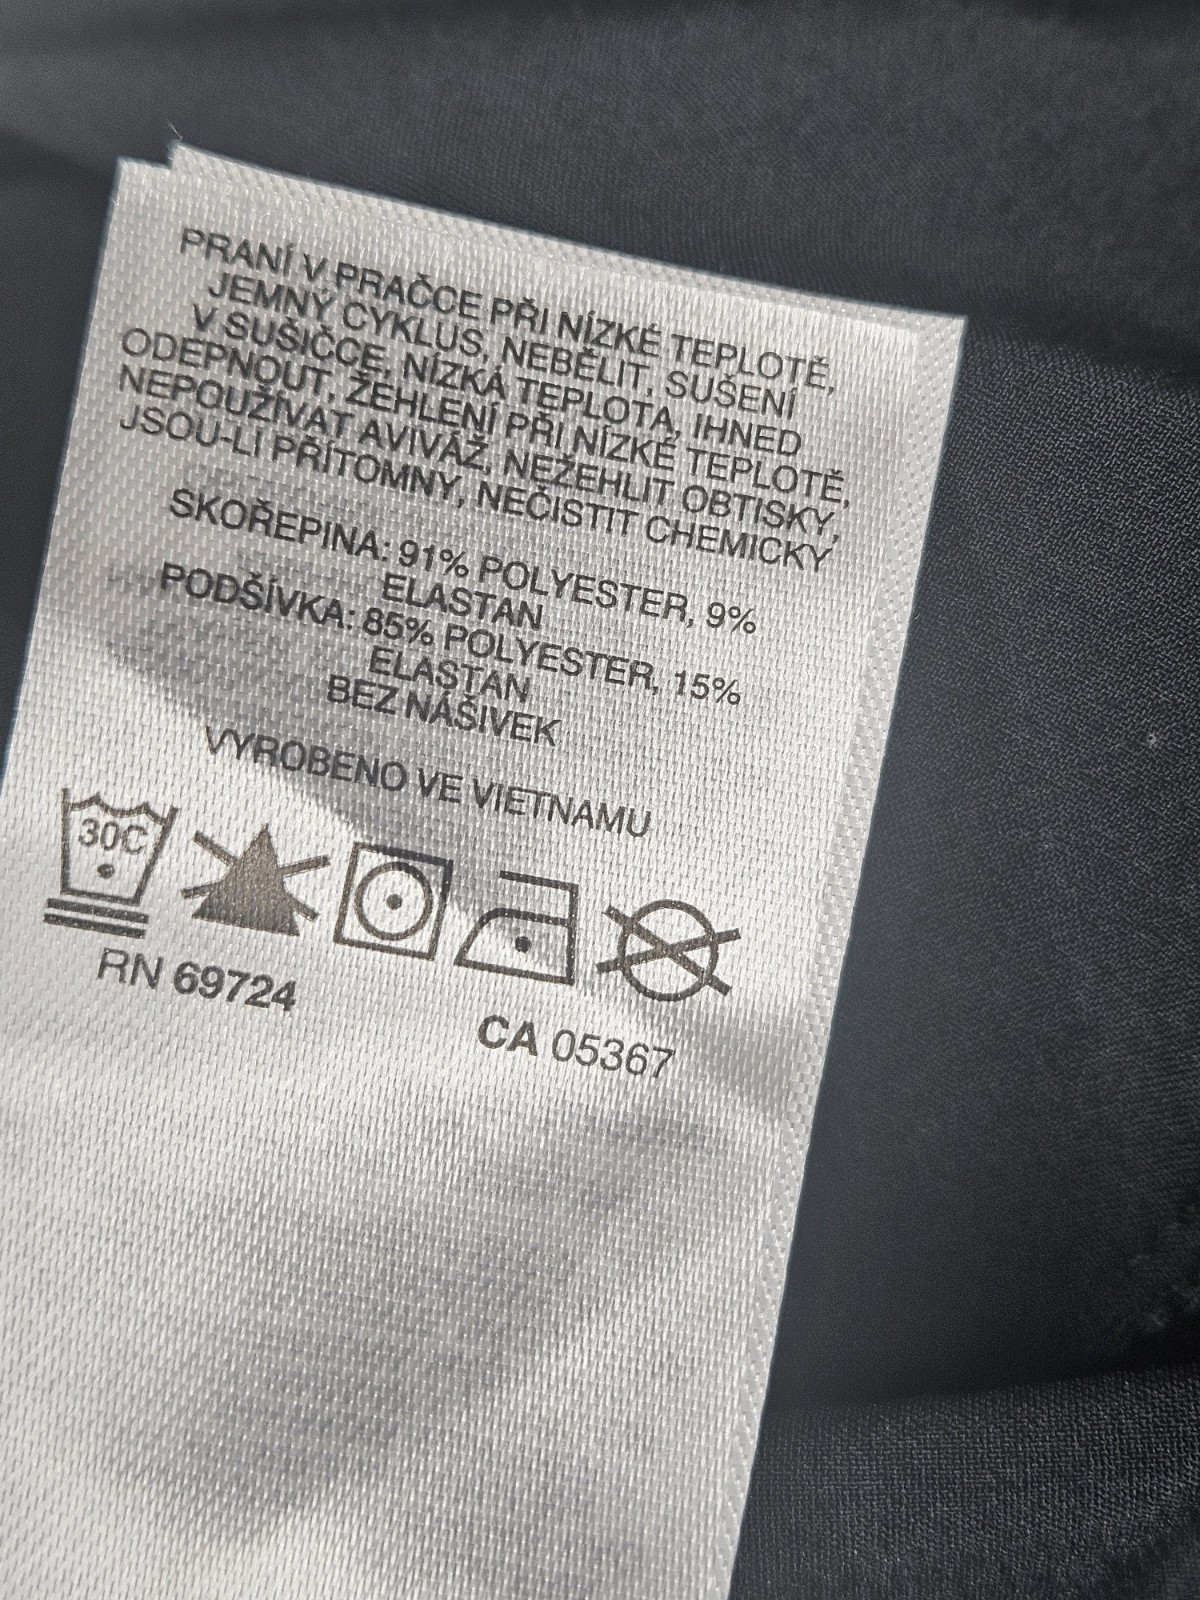 PRANÍ V PRAČCE PŘI NÍZKÉ TEPLOTĚ,
JEMNÝ CYKLUS, NEBĚLIT, SUŠENÍ
V SUŠIČCE, NÍZKÁ TEPLOTA, IHNED
ODEPNOUT, ŽEHLENÍ PŘI NÍZKÉ TEPLOTĚ,
NEPOUŽÍVAT AVIVÁŽ, NEŽEHLIT OBTISKY,
JSOU-LI PŘÍTOMNY, NEČISTIT CHEMICKY
SKOŘEPINA: 91% POLYESTER, 9%
ELASTAN
PODŠÍVKA: 85% POLYESTER, 15%
ELASTAN
BEZ NÁŠIVEK
VYROBENO VE VIETNAMU
30C
RN 69724
CA 05367